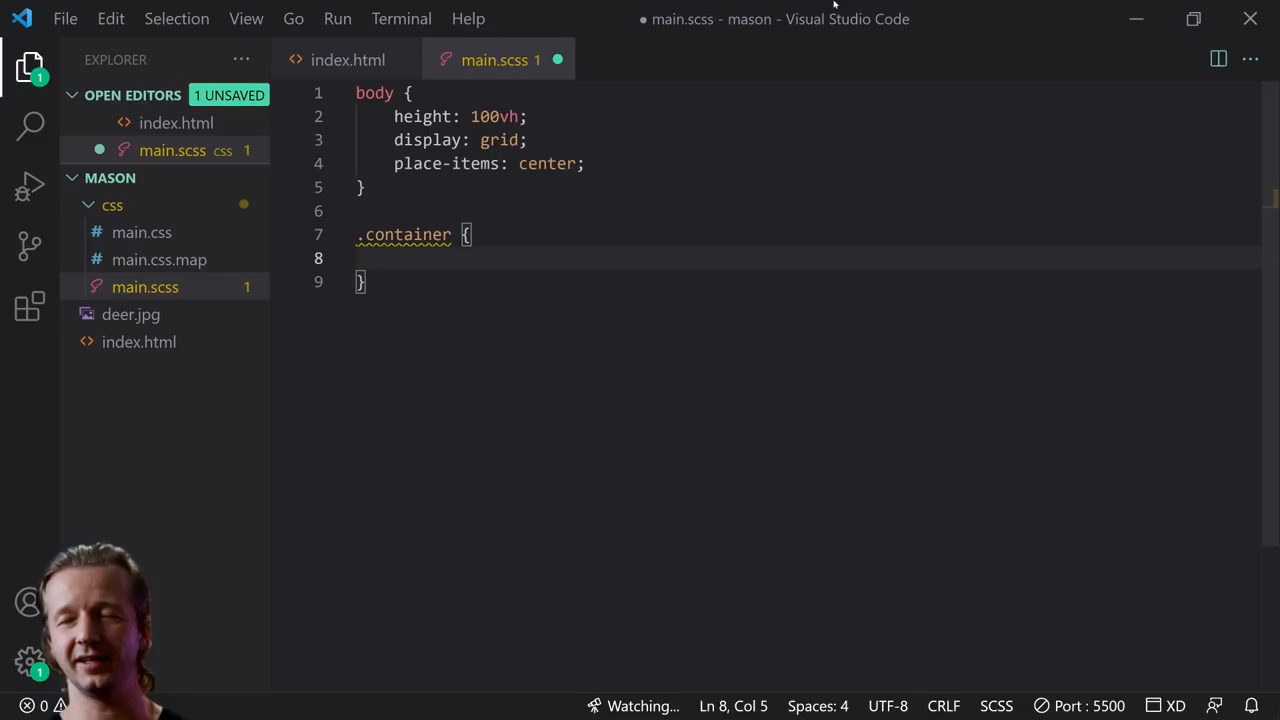 File Edit Selection View Go Run Terminal Help ● main.scss - mason - Visual Studio Code
EXPLORER ···
index.html
main.scss 1
OPEN EDITORS 1 UNSAVED
index.html
main.scss css 1
MASON
css
# main.css
# main.css.map
main.scss 1
deer.jpg
index.html
1 body {
2 height: 100vh;
3 display: grid;
4 place-items: center;
5 }
6
7 .container {
8
9 }
1
1
0
Watching... Ln 8, Col 5 Spaces: 4 UTF-8 CRLF SCSS Port : 5500 XD